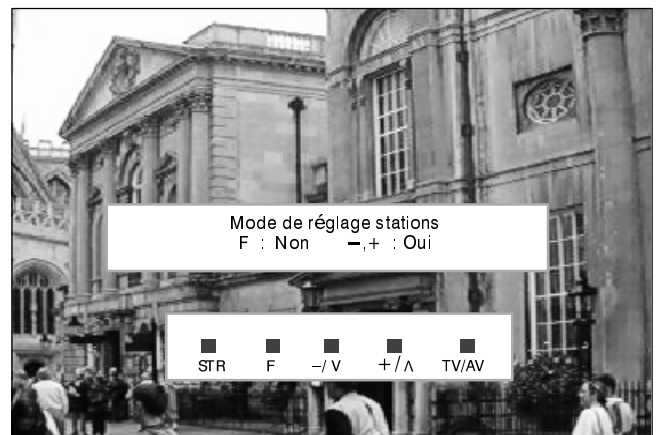 Mode de réglage stations
F : Non −,+ : Oui
STR F −/∨ +/∧ TV/AV